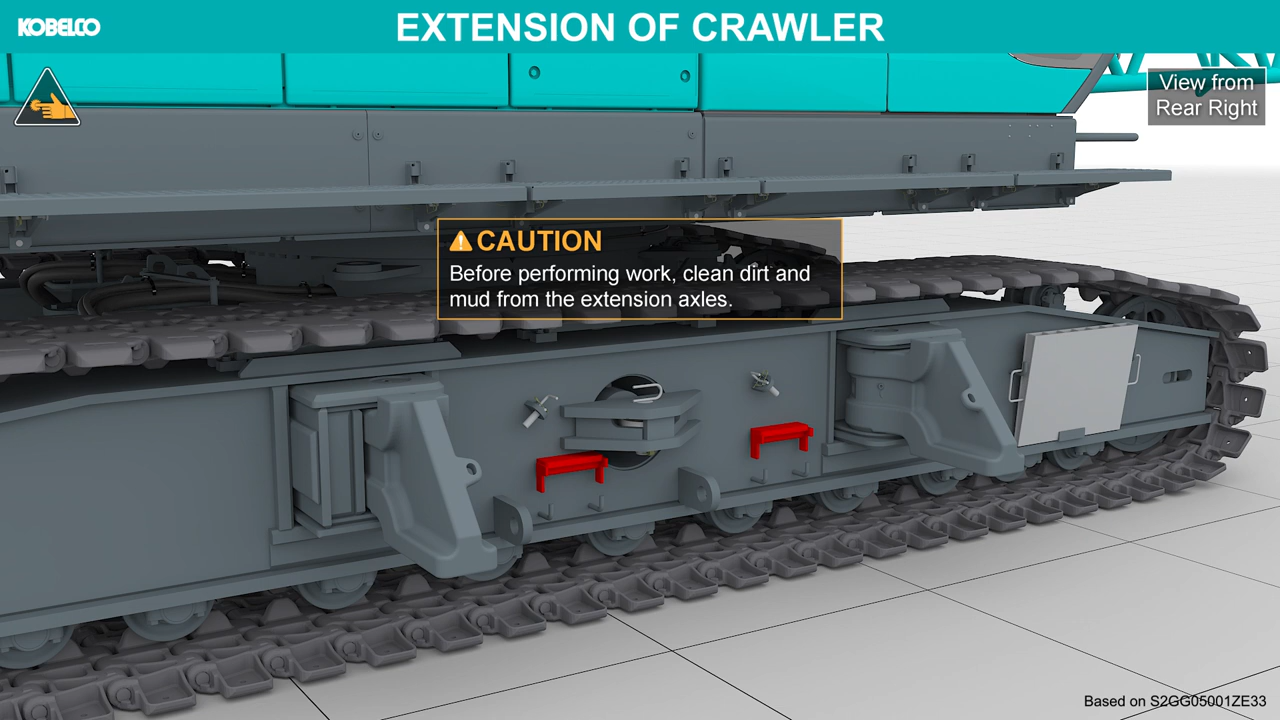 KOBELCO
EXTENSION OF CRAWLER
View from
Rear Right
CAUTION
Before performing work, clean dirt and
mud from the extension axles.
Based on S2GG05001ZE33